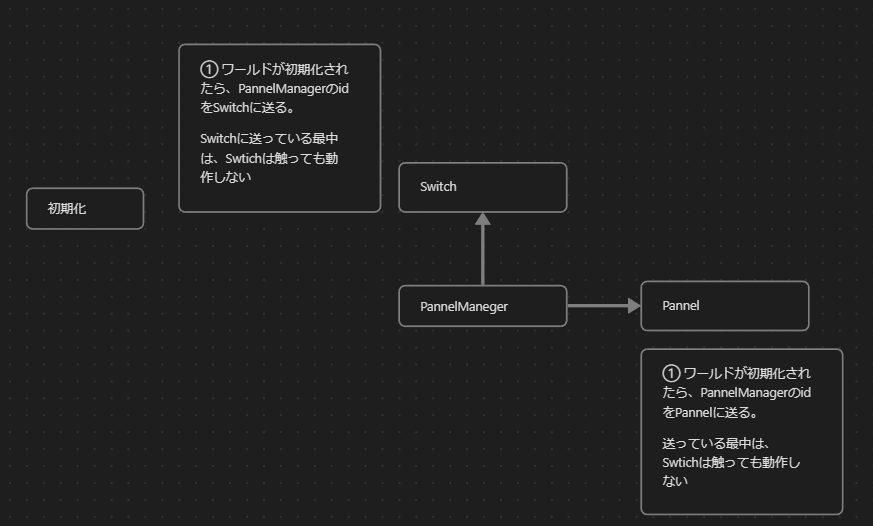 初期化
① ワールドが初期化され
たら、PannelManagerのid
をSwitchに送る。
Switchに送っている最中
は、Swtichは触っても動
作しない
Switch
PannelManeger
Pannel
① ワールドが初期化され
たら、PannelManagerのid
をPannelに送る。
送っている最中は、
Swtichは触っても動作し
ない